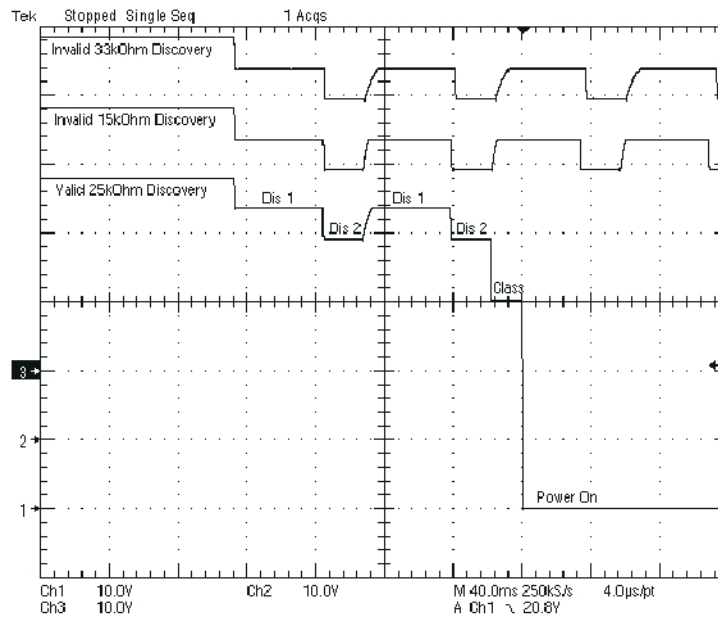 Tek Stopped Single Seq 1 Acqs
Invalid 33kOhm Discovery
Invalid 15kOhm Discovery
Valid 25kOhm Discovery
Dis 1
Dis 1
Dis 2
Dis 2
Class
3
2
1
Power On
Ch1 10.0V Ch2 10.0V M 40.0ms 250kS/s 4.0µs/pt
Ch3 10.0V A Ch1 20.8V